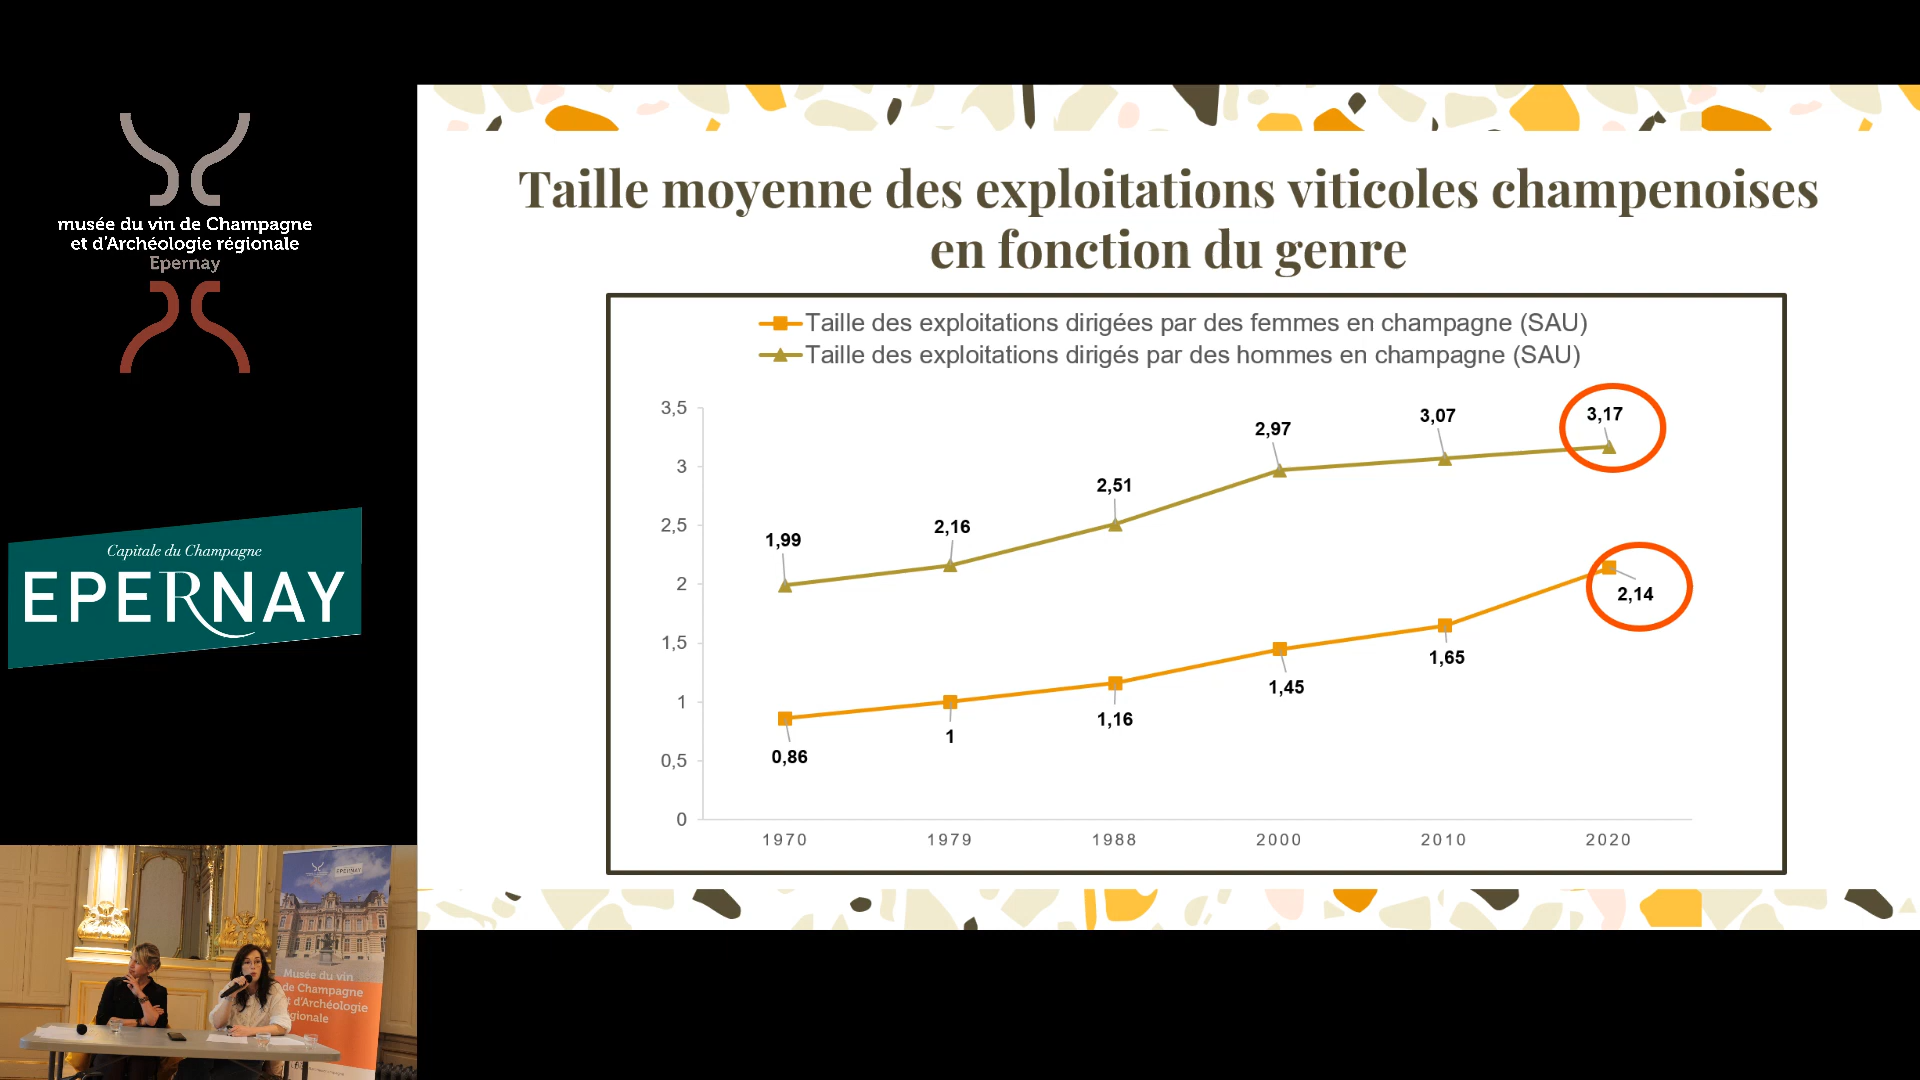 musée du vin de Champagne
et d'Archéologie régionale
Epernay
Capitale du Champagne
EPERNAY
Taille moyenne des exploitations viticoles champenoises
en fonction du genre
Taille des exploitations dirigées par des femmes en champagne (SAU)
Taille des exploitations dirigés par des hommes en champagne (SAU)
3,5
3
2,5
2
1,5
1
0,5
0
1,99
2,16
2,51
2,97
3,07
3,17
0,86
1
1,16
1,45
1,65
2,14
1970
1979
1988
2000
2010
2020
EPERNAY
Musée du vin
de Champagne
et d'Archéologie
régionale